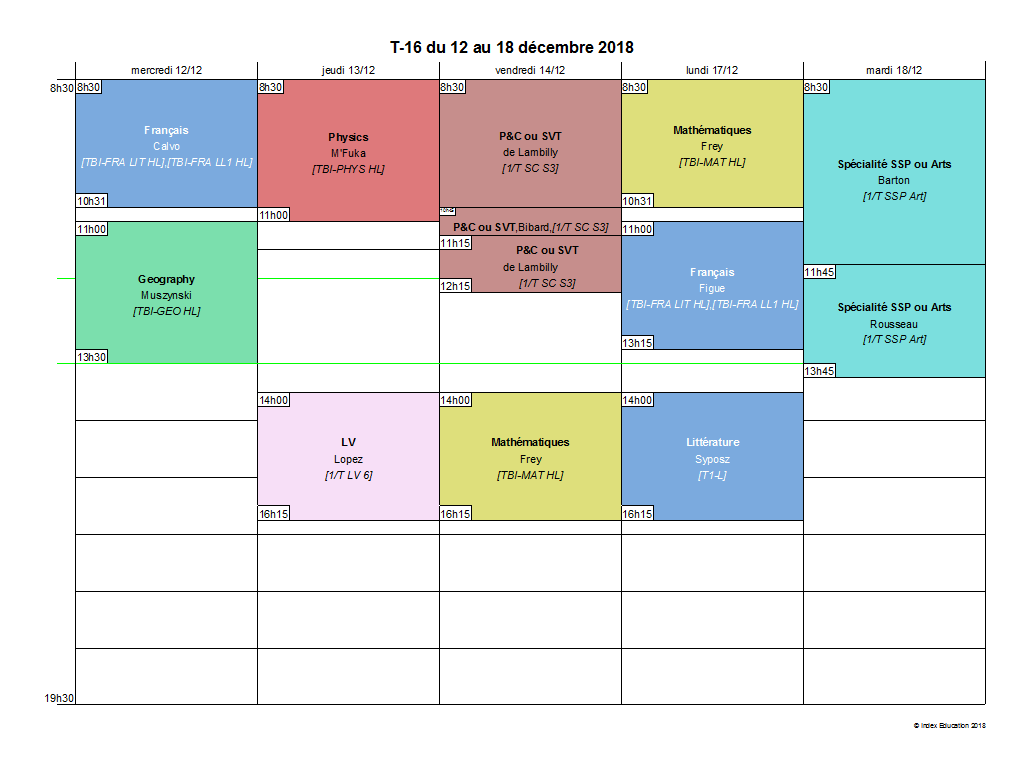 T-16 du 12 au 18 décembre 2018
mercredi 12/12
jeudi 13/12
vendredi 14/12
lundi 17/12
mardi 18/12
8h30
19h30
8h30
Français
Calvo
[TBI-FRA LIT HL],[TBI-FRA LL1 HL]
10h31
11h00
Geography
Muszynski
[TBI-GEO HL]
13h30
8h30
Physics
M'Fuka
[TBI-PHYS HL]
11h00
14h00
LV
Lopez
[1/T LV 6]
16h15
8h30
P&C ou SVT
de Lambilly
[1/T SC S3]
P&C ou SVT,Bibard,[1/T SC S3]
11h15
P&C ou SVT
de Lambilly
[1/T SC S3]
12h15
14h00
Mathématiques
Frey
[TBI-MAT HL]
16h15
8h30
Mathématiques
Frey
[TBI-MAT HL]
10h31
11h00
Français
Figue
[TBI-FRA LIT HL],[TBI-FRA LL1 HL]
13h15
14h00
Littérature
Syposz
[T1-L]
16h15
8h30
Spécialité SSP ou Arts
Barton
[1/T SSP Art]
11h45
Spécialité SSP ou Arts
Rousseau
[1/T SSP Art]
13h45
© Index Education 2018